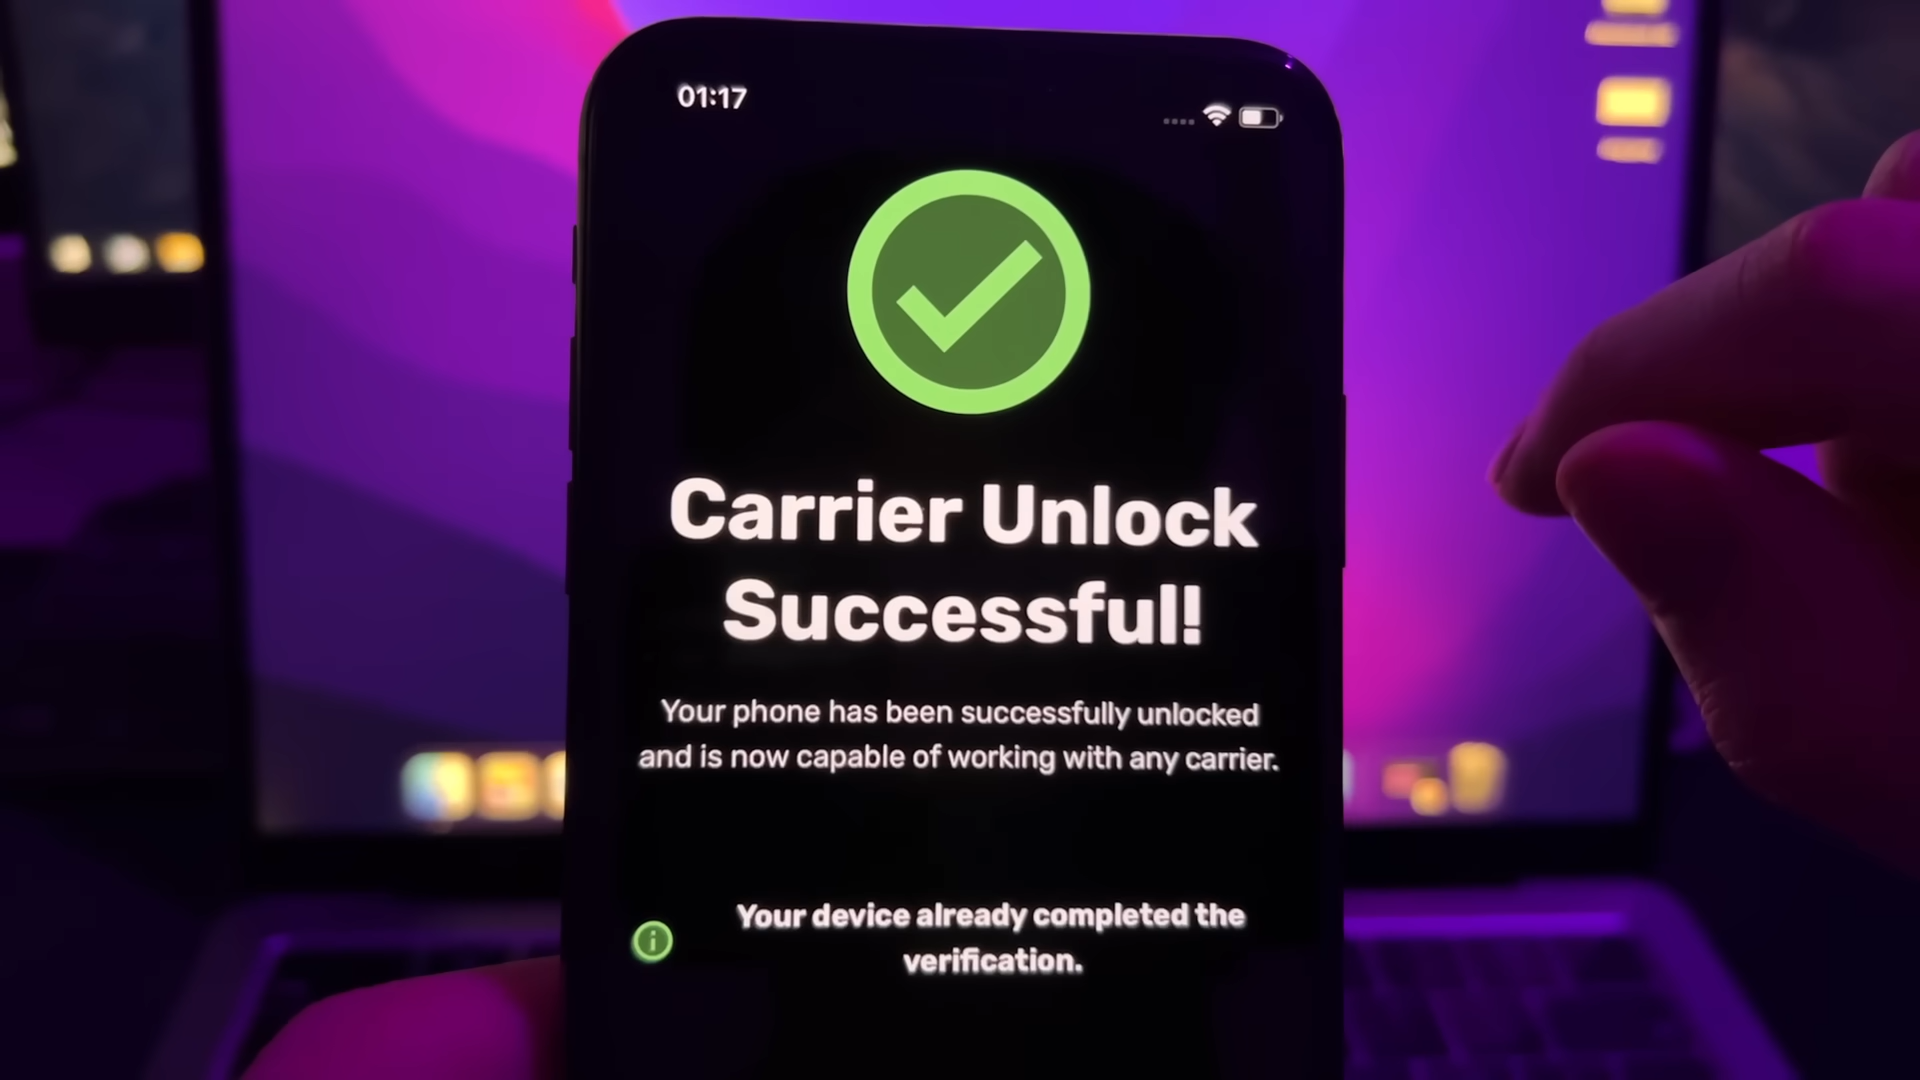 01:17
Carrier Unlock
Successful!
Your phone has been successfully unlocked
and is now capable of working with any carrier.
Your device already completed the
verification.